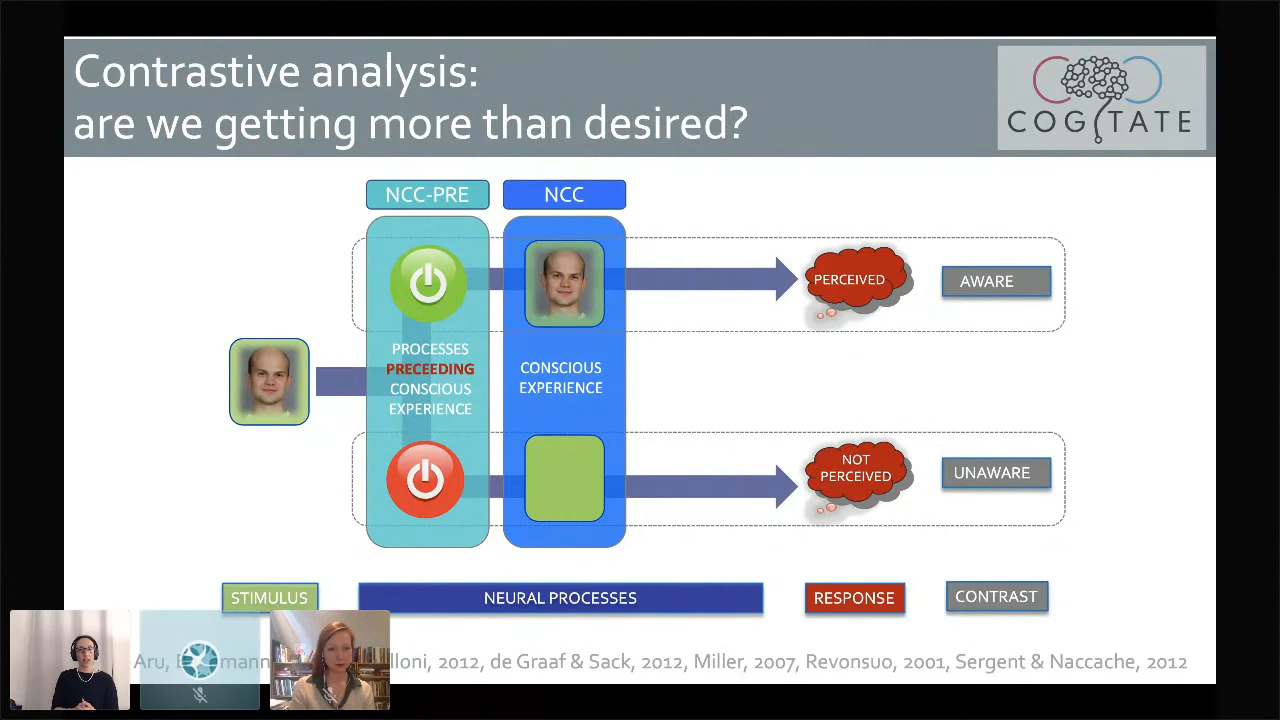 Contrastive analysis:
are we getting more than desired?
COGITATE
NCC-PRE
NCC
PERCEIVED
AWARE
PROCESSES
PRECEEDING
CONSCIOUS
EXPERIENCE
CONSCIOUS
EXPERIENCE
NOT
PERCEIVED
UNAWARE
STIMULUS
NEURAL PROCESSES
RESPONSE
CONTRAST
Aru, 2012, de Graaf & Sack, 2012, Miller, 2007, Revonsuo, 2001, Sergent & Naccache, 2012